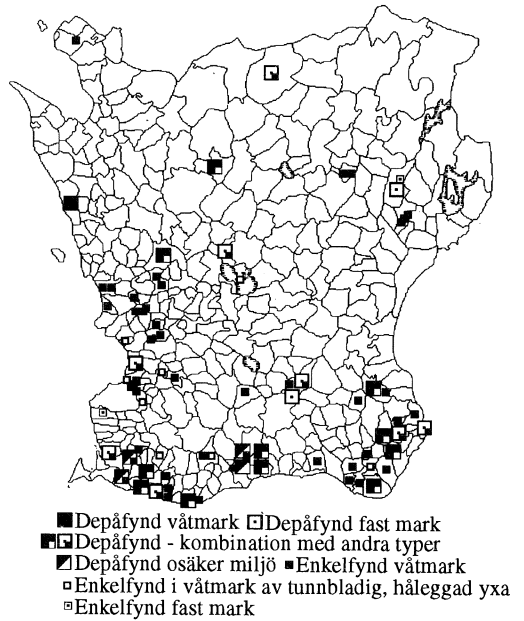 Depåfynd våtmark Depåfynd fast mark
Depåfynd - kombination med andra typer
Depåfynd osäker miljö Enkelfynd våtmark
Enkelfynd i våtmark av tunnbladig, håleggad yxa
Enkelfynd fast mark